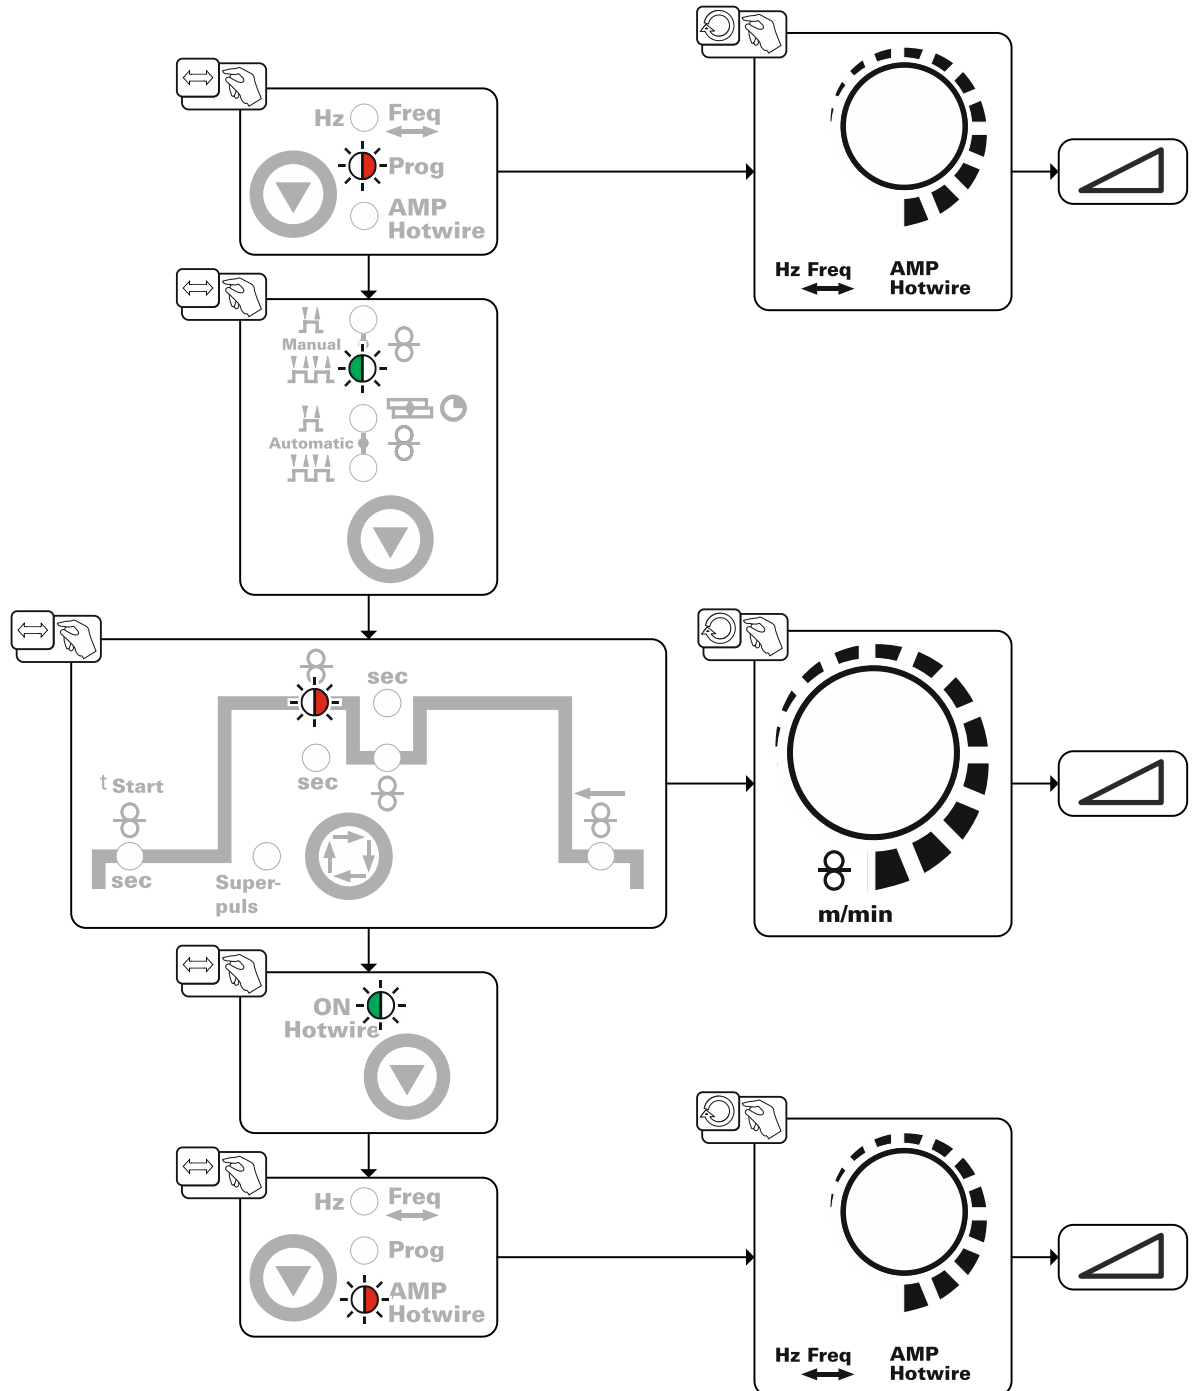 Hz Freq
Prog
AMP
Hotwire
Hz Freq
AMP
Hotwire
Manual
Automatic
sec
sec
t Start
sec
Super-
puls
m/min
ON
Hotwire
Hz Freq
Prog
AMP
Hotwire
Hz Freq
AMP
Hotwire